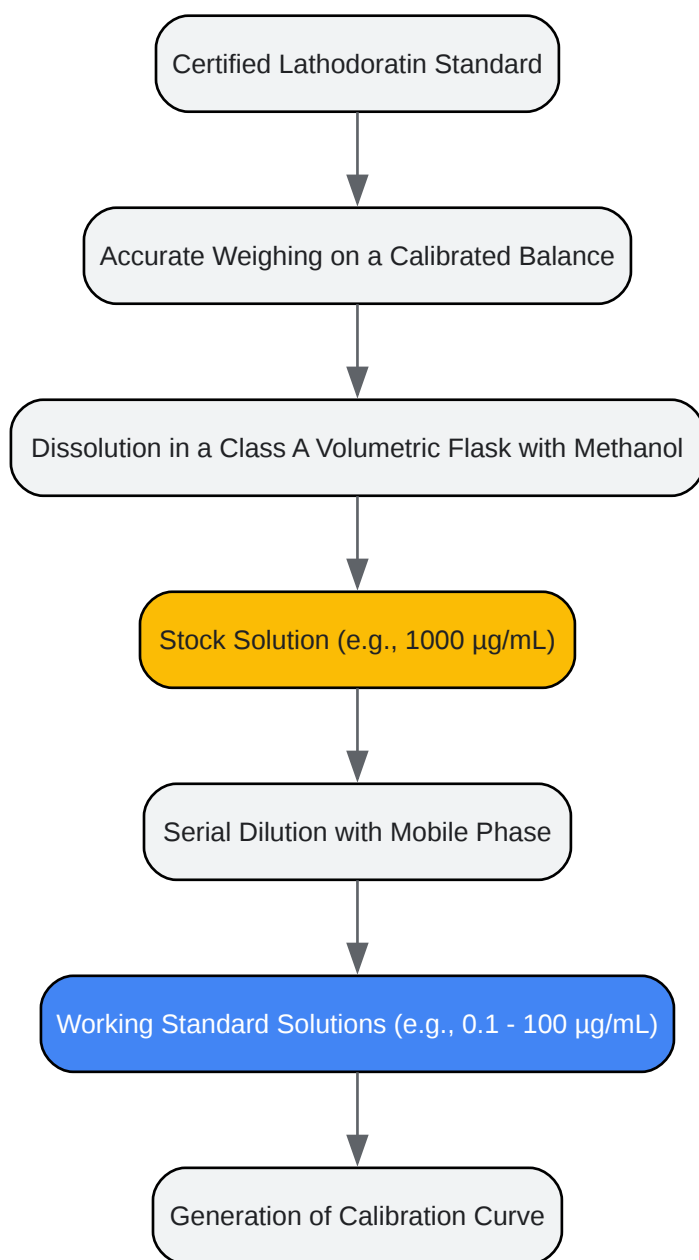 Certified Lathodoratin Standard
Accurate Weighing on a Calibrated Balance
Dissolution in a Class A Volumetric Flask with Methanol
Stock Solution (e.g., 1000 µg/mL)
Serial Dilution with Mobile Phase
Working Standard Solutions (e.g., 0.1 - 100 µg/mL)
Generation of Calibration Curve